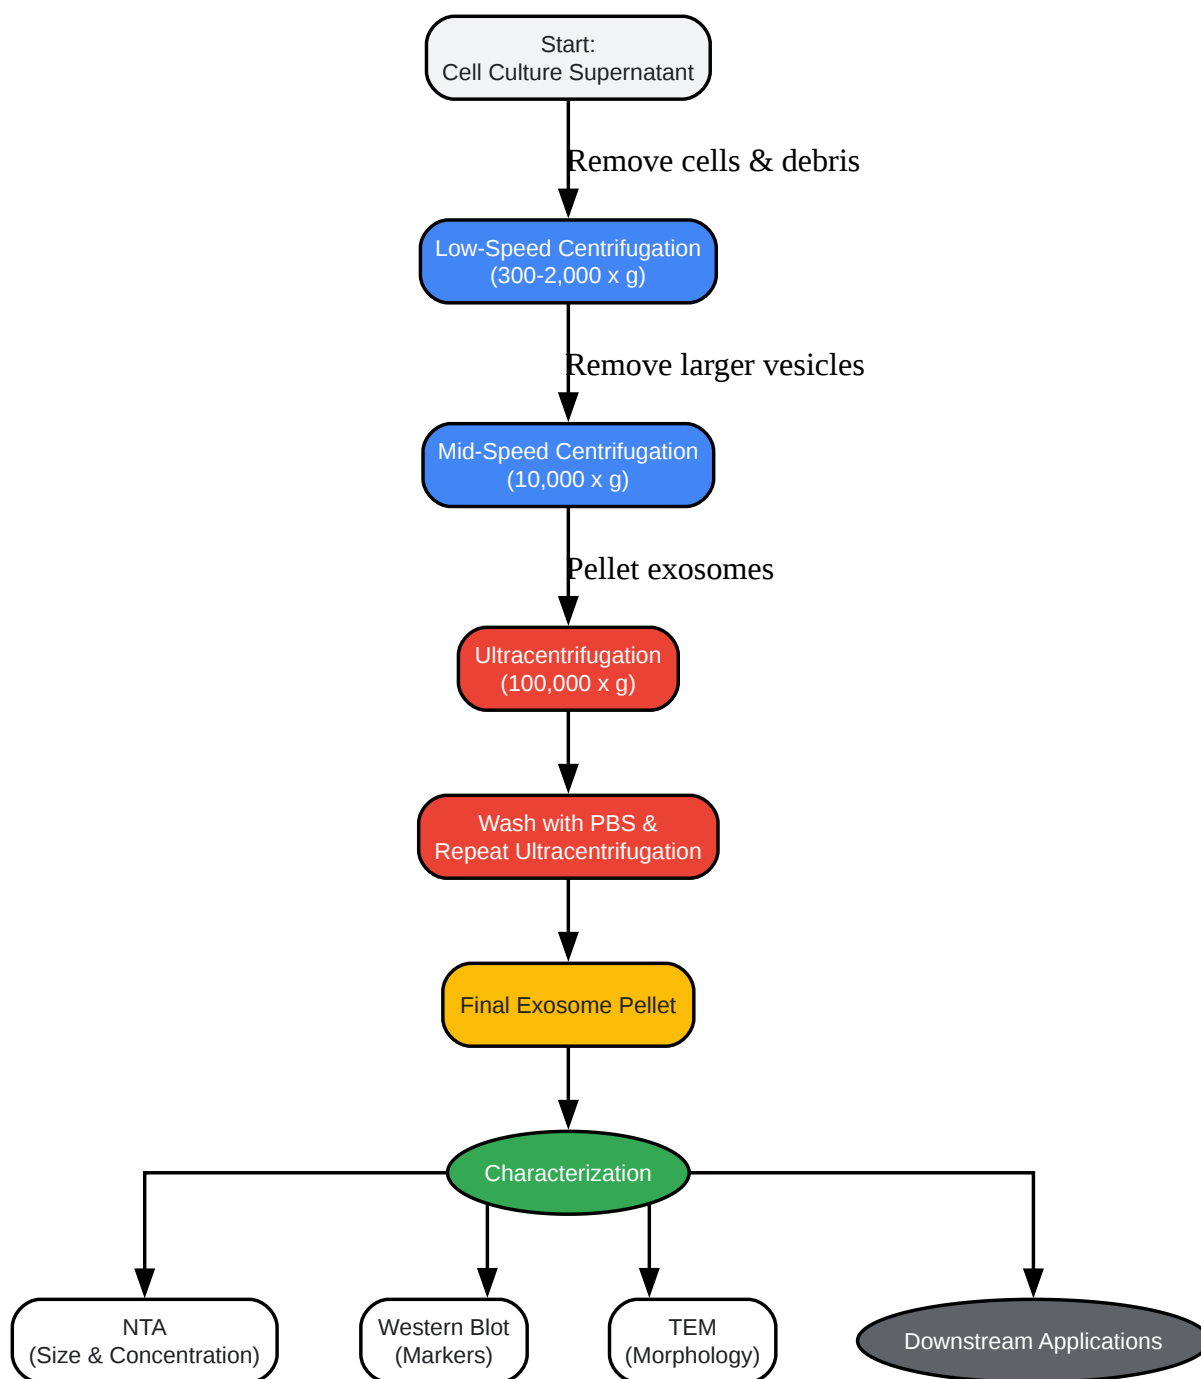 Start:
Cell Culture Supernatant
Remove cells & debris
Low-Speed Centrifugation
(300-2,000 x g)
Remove larger vesicles
Mid-Speed Centrifugation
(10,000 x g)
Pellet exosomes
Ultracentrifugation
(100,000 x g)
Wash with PBS &
Repeat Ultracentrifugation
Final Exosome Pellet
Characterization
NTA
(Size & Concentration)
Western Blot
(Markers)
TEM
(Morphology)
Downstream Applications